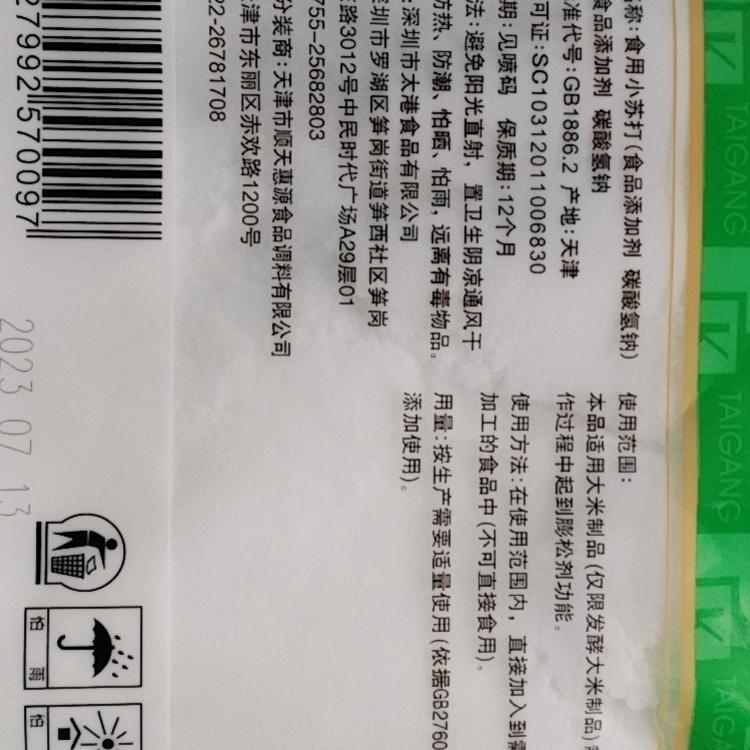 称:食用小苏打(食品添加剂 碳酸氢钠)
食品添加剂 碳酸氢钠
准代号:GB1886.2 产地:天津
可证:SC10312011006830
期:见喷码 保质期:12个月
法:避免阳光直射，置卫生阴凉通风干
防热、防潮、怕晒、怕雨，远离有毒物品。
:深圳市太港食品有限公司
圳市罗湖区笋岗街道笋西社区笋岗
路3012号中民时代广场A29层01
755-25682803
分装商:天津市顺天惠源食品调料有限公司
津市东丽区赤欢路1200号
22-26781708
使用范围:
本品适用大米制品(仅限发酵大米制品)
作过程中起到膨松剂功能。
使用方法:在使用范围内，直接加入到需
加工的食品中(不可直接食用)。
用量:按生产需要适量使用(依据GB2760
添加使用)。
27992570097
2023 07 13
怕 雨
怕
TAIGANG
TAIGANG
TAIGA